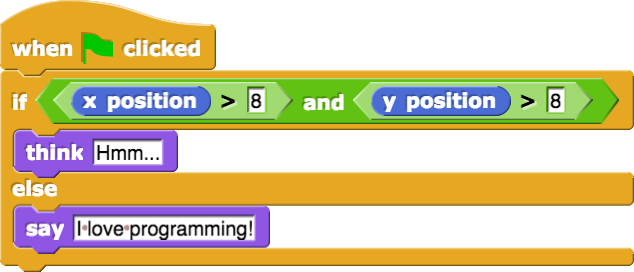 when clicked
if x position > 8 and y position > 8
think Hmm...
else
say I love programming!